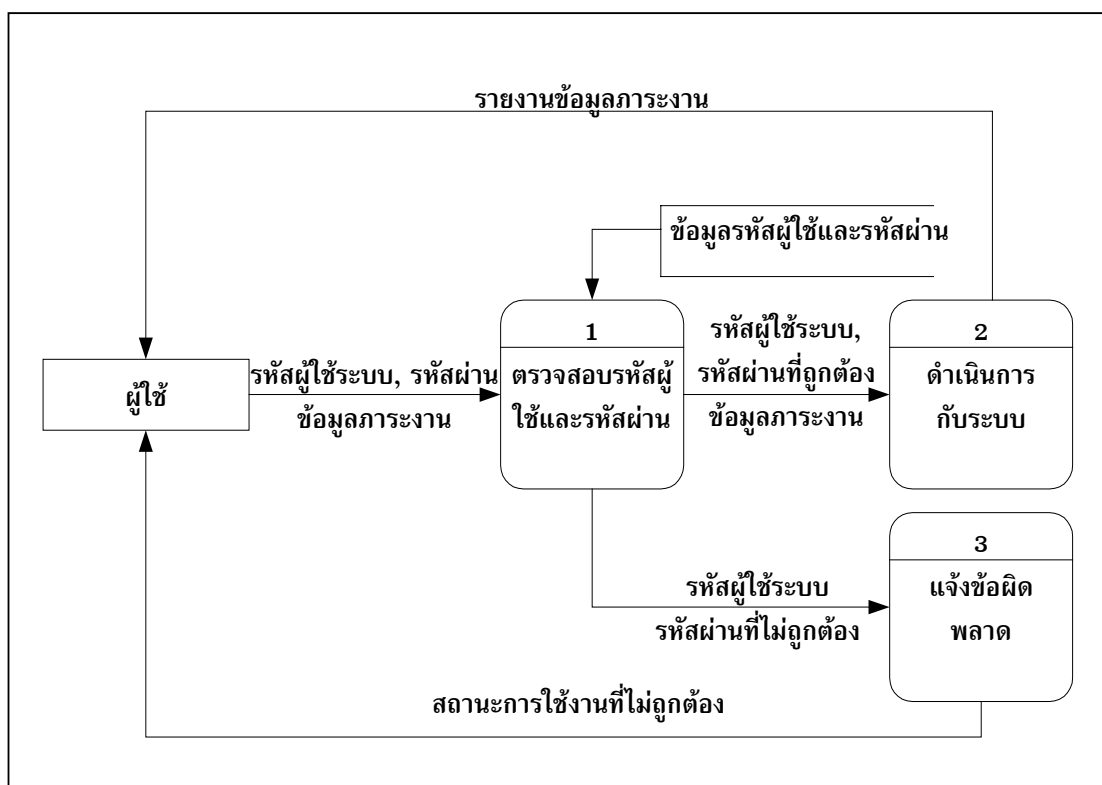 รายงานข้อมูลภาระงาน
ข้อมูลรหัสผู้ใช้และรหัสผ่าน
ผู้ใช้
รหัสผู้ใช้ระบบ, รหัสผ่าน
ข้อมูลภาระงาน
1
ตรวจสอบรหัสผู้
ใช้และรหัสผ่าน
รหัสผู้ใช้ระบบ,
รหัสผ่านที่ถูกต้อง
ข้อมูลภาระงาน
2
ดำเนินการ
กับระบบ
รหัสผู้ใช้ระบบ
รหัสผ่านที่ไม่ถูกต้อง
3
แจ้งข้อผิด
พลาด
สถานะการใช้งานที่ไม่ถูกต้อง